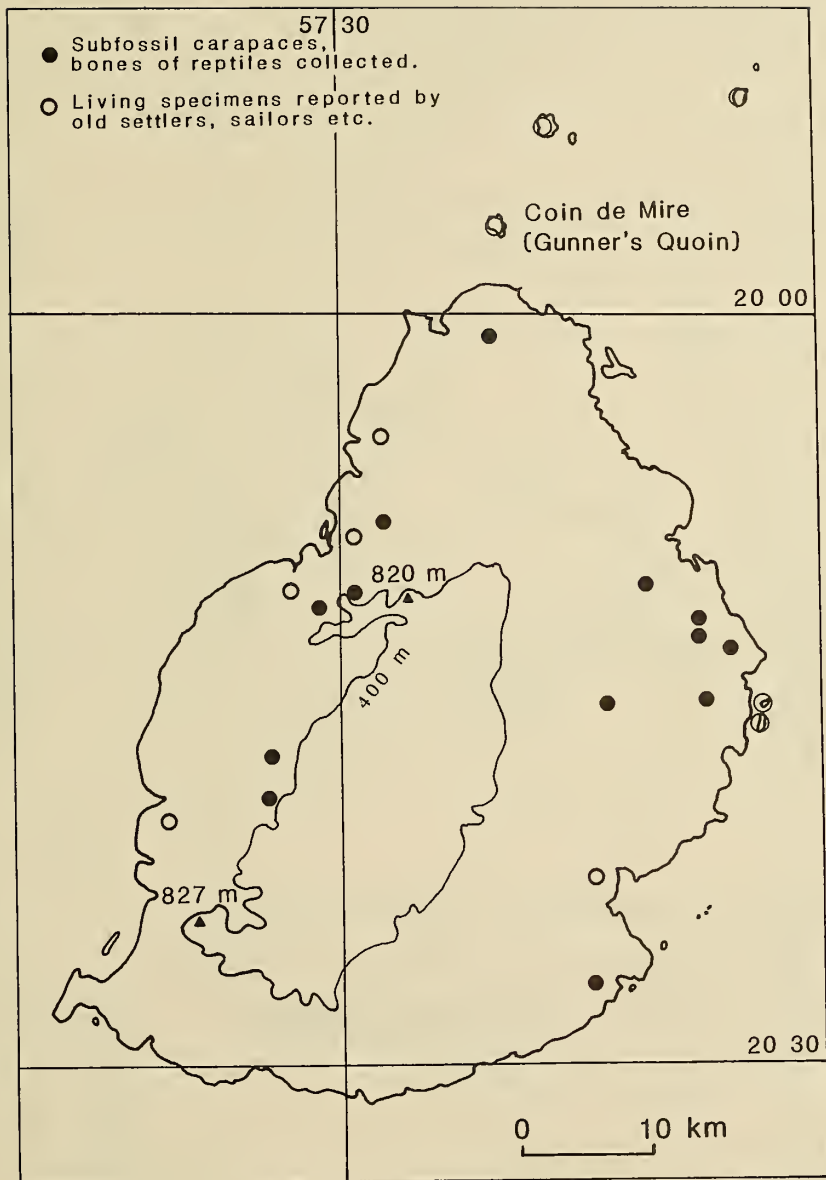 57 30
Subfossil carapaces,
bones of reptiles collected.
Living specimens reported by
old settlers, sailors etc.
Coin de Mire
(Gunner's Quoin)
20 00
820 m
400 m
827 m
20 30
0 10 km